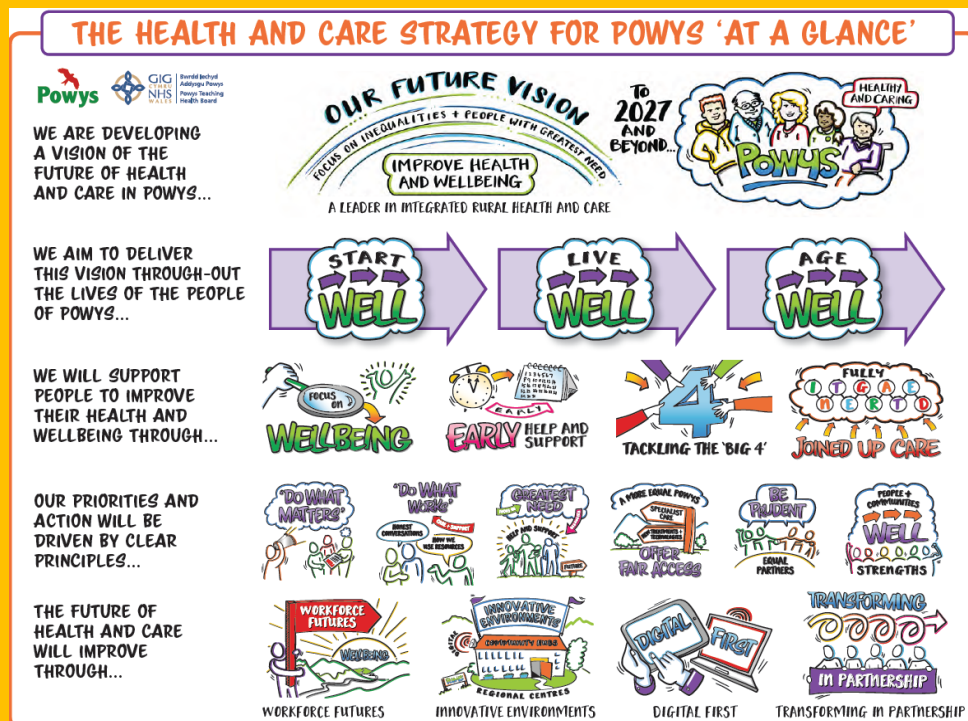 THE HEALTH AND CARE STRATEGY FOR POWYS 'AT A GLANCE'
Powys
GIG
CYMRU
NHS
WALES
Bwrdd Iechyd
Addysgu Powys
Powys Teaching
Health Board
WE ARE DEVELOPING
A VISION OF THE
FUTURE OF HEALTH
AND CARE IN POWYS...
OUR FUTURE VISION
FOCUS ON INEQUALITIES + PEOPLE WITH GREATEST NEED
IMPROVE HEALTH
AND WELLBEING
A LEADER IN INTEGRATED RURAL HEALTH AND CARE
TO
2027
AND
BEYOND...
HEALTHY
AND CARING
POWYS
WE AIM TO DELIVER
THIS VISION THROUGH-OUT
THE LIVES OF THE PEOPLE
OF POWYS...
START
WELL
LIVE
WELL
AGE
WELL
WE WILL SUPPORT
PEOPLE TO IMPROVE
THEIR HEALTH AND
WELLBEING THROUGH...
FOCUS
ON
WELLBEING
EARLY
EARLY HELP AND
SUPPORT
4
TACKLING THE 'BIG 4'
FULLY
I T G A E
N E R T D
JOINED UP CARE
OUR PRIORITIES AND
ACTION WILL BE
DRIVEN BY CLEAR
PRINCIPLES...
'DO WHAT
MATTERS'
'DO WHAT
WORKS'
HONEST
CONVERSATIONS
HOW WE
USE RESOURCES
GREATEST
NEED
HELP AND SUPPORT
FUTURE
A MORE EQUAL POWYS
SPECIALIST
CARE
TREATMENTS +
TECHNOLOGIES
OFFER
FAIR ACCESS
BE
PRUDENT
EQUAL
PARTNERS
PEOPLE +
COMMUNITIES
WELL
STRENGTHS
THE FUTURE OF
HEALTH AND CARE
WILL IMPROVE
THROUGH...
WORKFORCE
FUTURES
WELLBEING
WORKFORCE FUTURES
INNOVATIVE
ENVIRONMENTS
COMMUNITY HUBS
REGIONAL CENTRES
INNOVATIVE ENVIRONMENTS
DIGITAL
FIRST
DIGITAL FIRST
TRANSFORMING
IN PARTNERSHIP
TRANSFORMING IN PARTNERSHIP